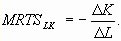 MRTS_LK = − ΔK/ΔL.